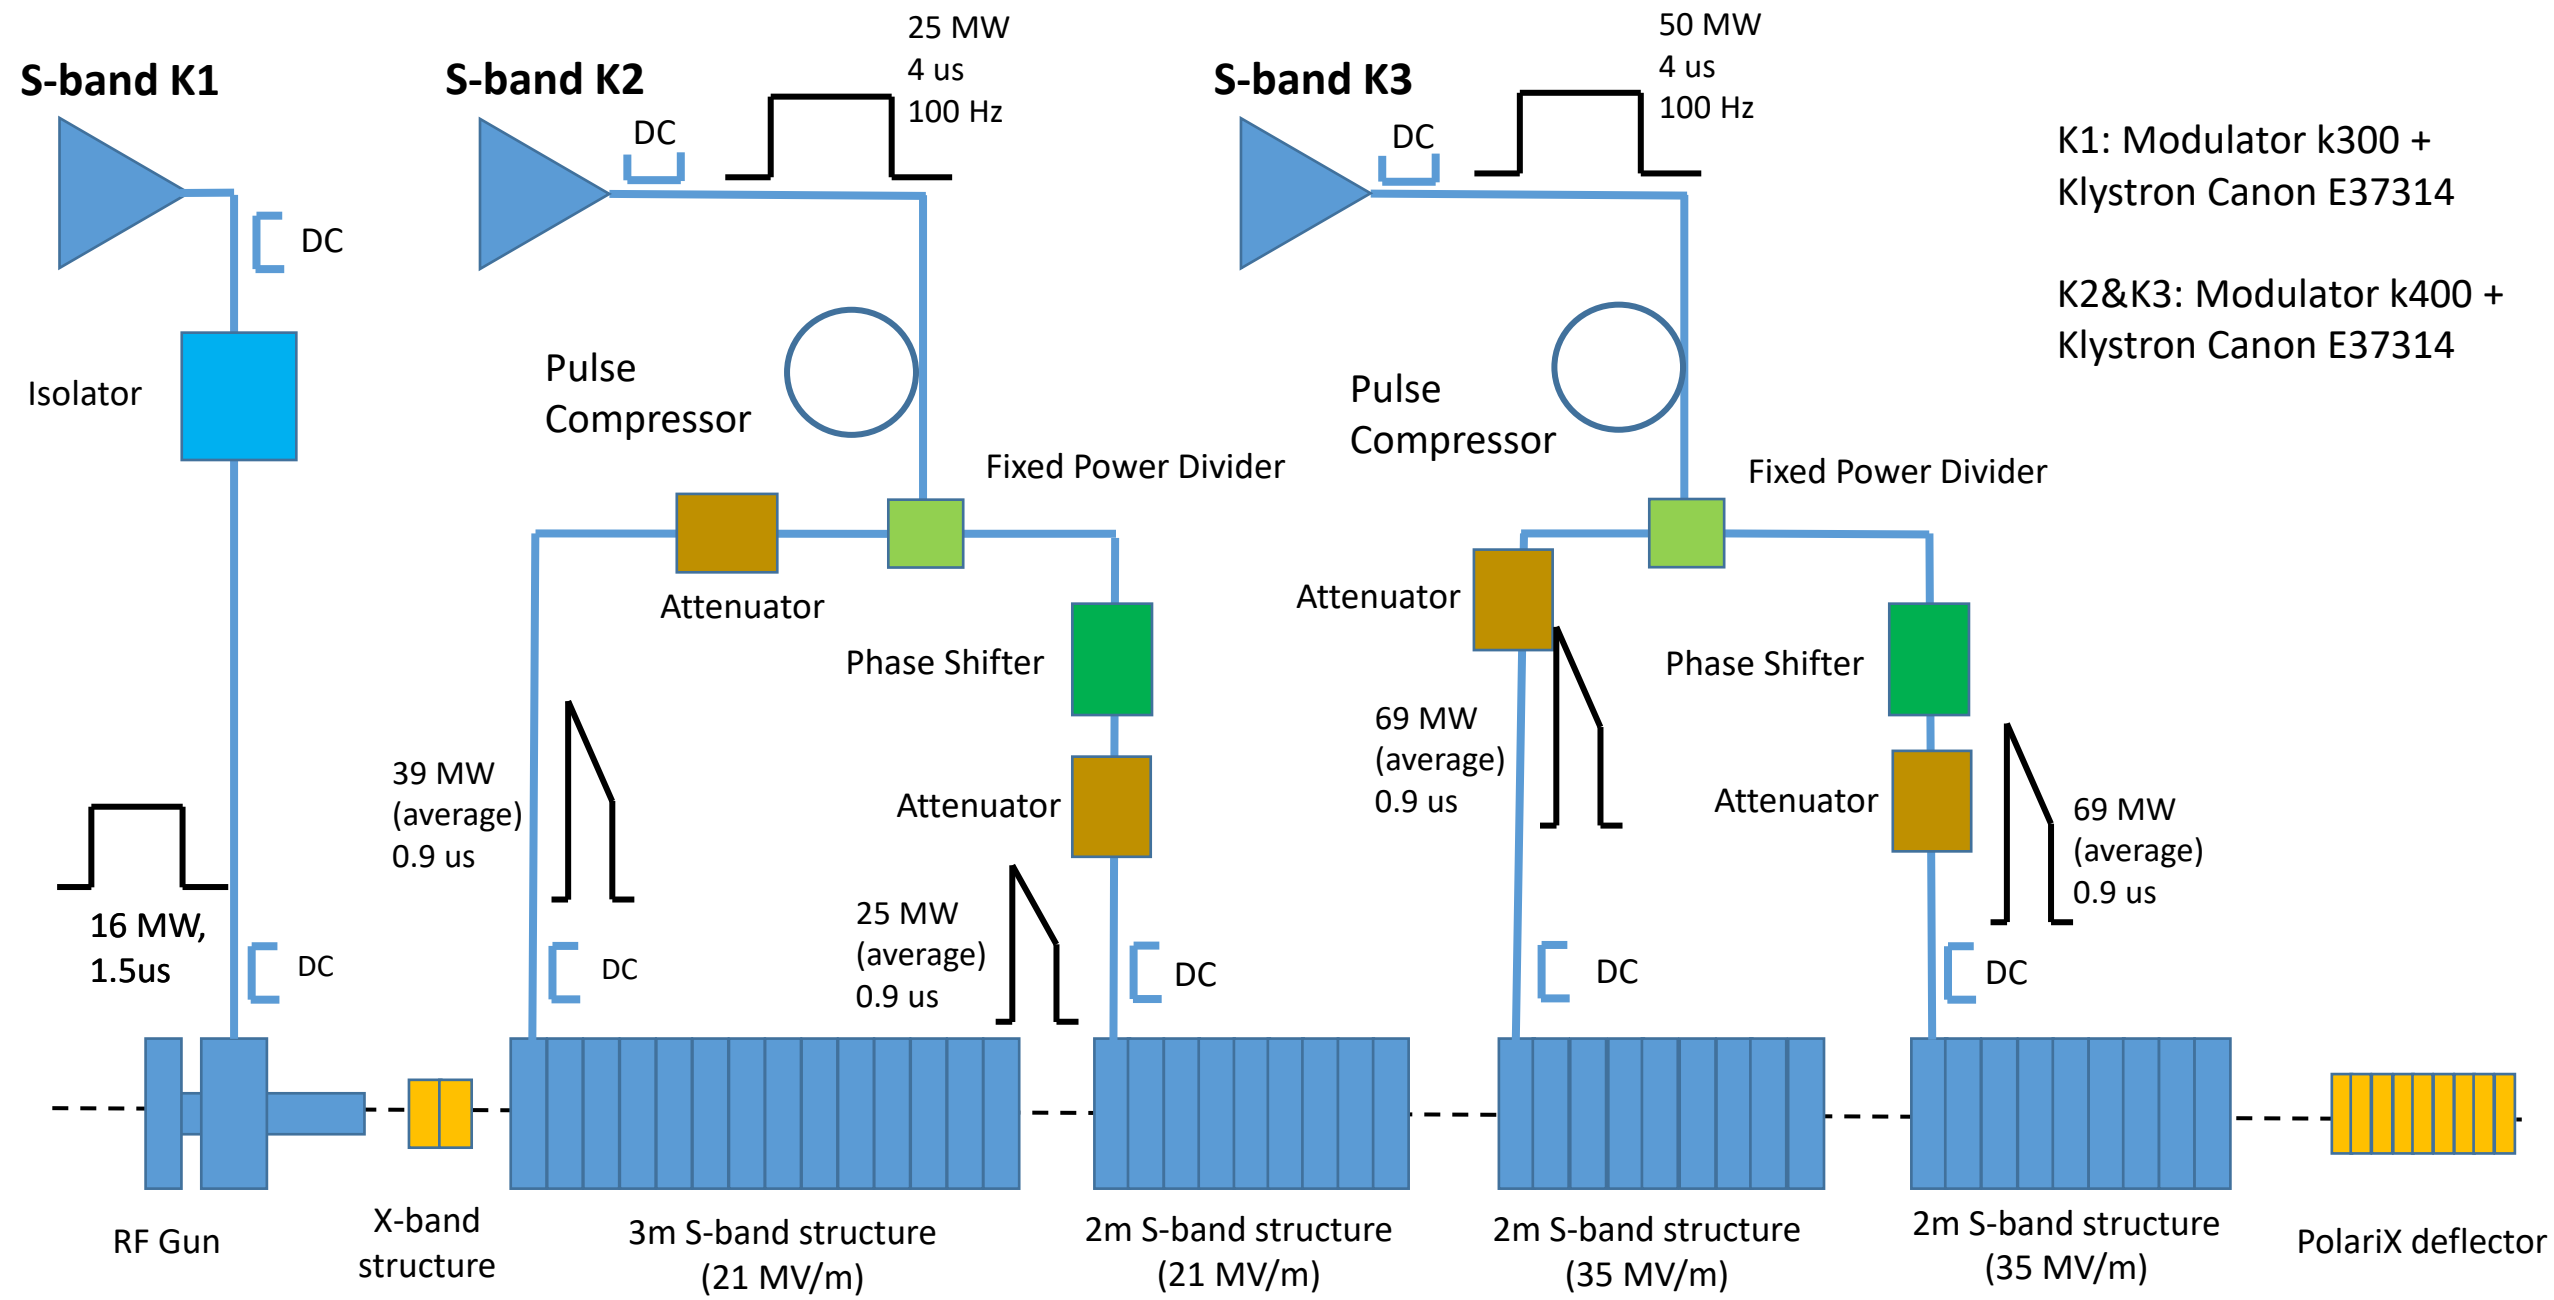 S-band K1
S-band K2
25 MW
4 us
100 Hz
S-band K3
50 MW
4 us
100 Hz
DC
DC
DC
K1: Modulator k300 +
Klystron Canon E37314
K2&K3: Modulator k400 +
Klystron Canon E37314
Isolator
Pulse
Compressor
Pulse
Compressor
Fixed Power Divider
Fixed Power Divider
Attenuator
Attenuator
Phase Shifter
Phase Shifter
39 MW
(average)
0.9 us
69 MW
(average)
0.9 us
Attenuator
Attenuator
69 MW
(average)
0.9 us
16 MW,
1.5us
25 MW
(average)
0.9 us
DC
DC
DC
DC
DC
RF Gun
X-band
structure
3m S-band structure
(21 MV/m)
2m S-band structure
(21 MV/m)
2m S-band structure
(35 MV/m)
2m S-band structure
(35 MV/m)
PolariX deflector